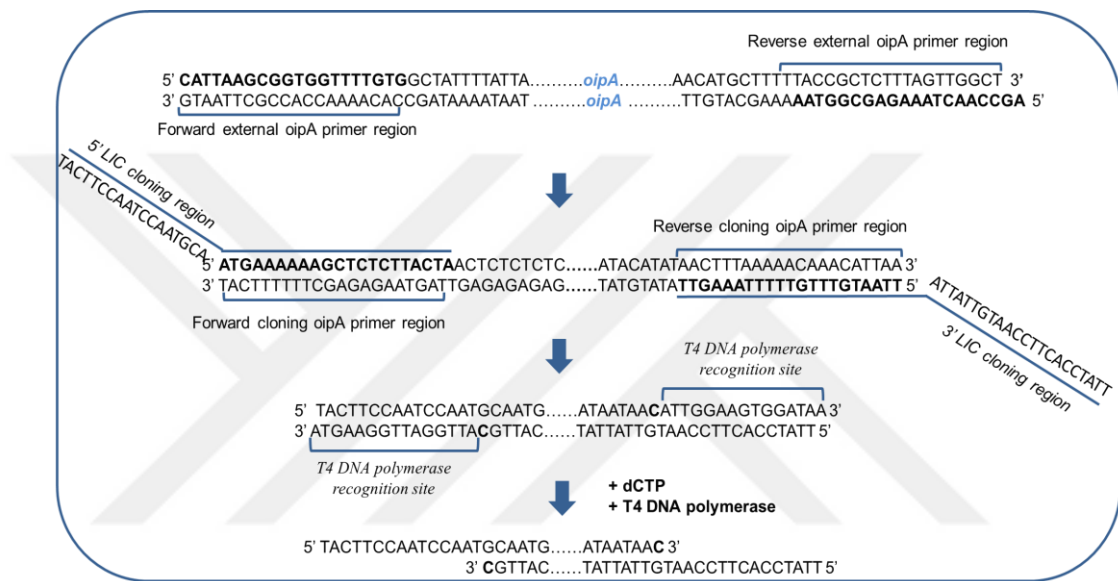 Reverse external oipA primer region
5’ CATTAAGCGGTGGTTTTGTGGCTATTTTATTA……...oipA ………. AACATGCTTTTTACCGCTCTTTAGTTGGCT 3’
3’ GTAATTCGCCACCAAAACACCGATAAAATAAT ……...oipA ………. TTGTACGAAAAATGGCGAGAAATCAACCGA 5’
Forward external oipA primer region
5’ LIC cloning region
TACTTCCAATCCAATGCA
Reverse cloning oipA primer region
5’ ATGAAAAAAGCTCTCTTACTAACTCTCTCTC……ATACATATAACTTTAAAAACAAACATTAA 3’
3’ TACTTTTTTCGAGAGAATGATTGAGAGAGAG……TATGTATATTGAAATTTTTGTTTGTAATT 5’
Forward cloning oipA primer region
ATTATTGTAACCTTCACCTATT
3’ LIC cloning region
T4 DNA polymerase
recognition site
5’ TACTTCCAATCCAATGCAATG……ATAATAACATTGGAAGTGGATAA 3’
3’ ATGAAGGTTAGGTTACGTTAC……TATTATTGTAACCTTCACCTATT 5’
T4 DNA polymerase
recognition site
+ dCTP
+ T4 DNA polymerase
5’ TACTTCCAATCCAATGCAATG……ATAATAAC 3’
3’ CGTTAC……TATTATTGTAACCTTCACCTATT 5’